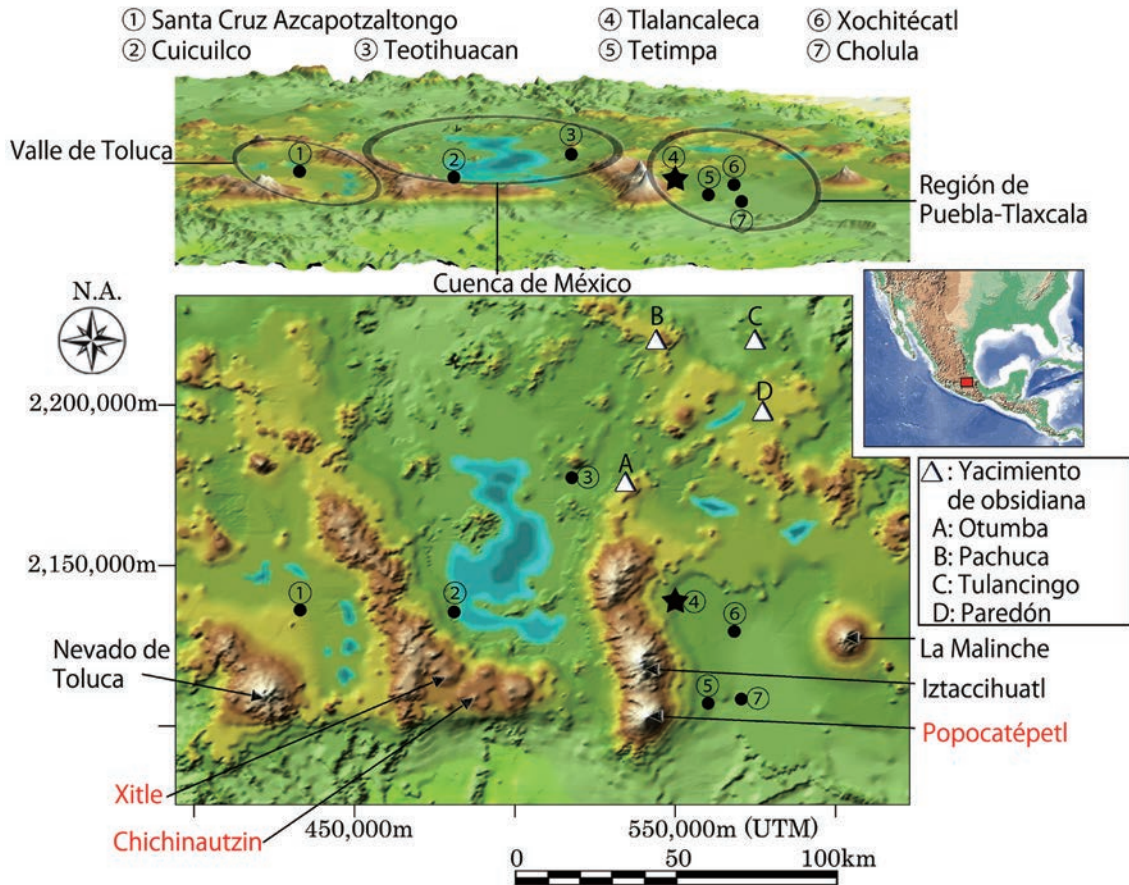 ① Santa Cruz Azcapotzaltongo
④ Tlalancaleca
⑥ Xochitécatl
② Cuicuilco
③ Teotihuacan
⑤ Tetimpa
⑦ Cholula
Valle de Toluca
①
②
③
④
⑤
⑥
⑦
Región de
Puebla-Tlaxcala
Cuenca de México
N.A.
B
C
D
A
③
2,200,000m
2,150,000m
①
②
④
⑥
⑤
⑦
△: Yacimiento
de obsidiana
A: Otumba
B: Pachuca
C: Tulancingo
D: Paredón
Nevado de
Toluca
La Malinche
Iztaccihuatl
Popocatépetl
Xitle
Chichinautzin
450,000m
550,000m (UTM)
0
50
100km